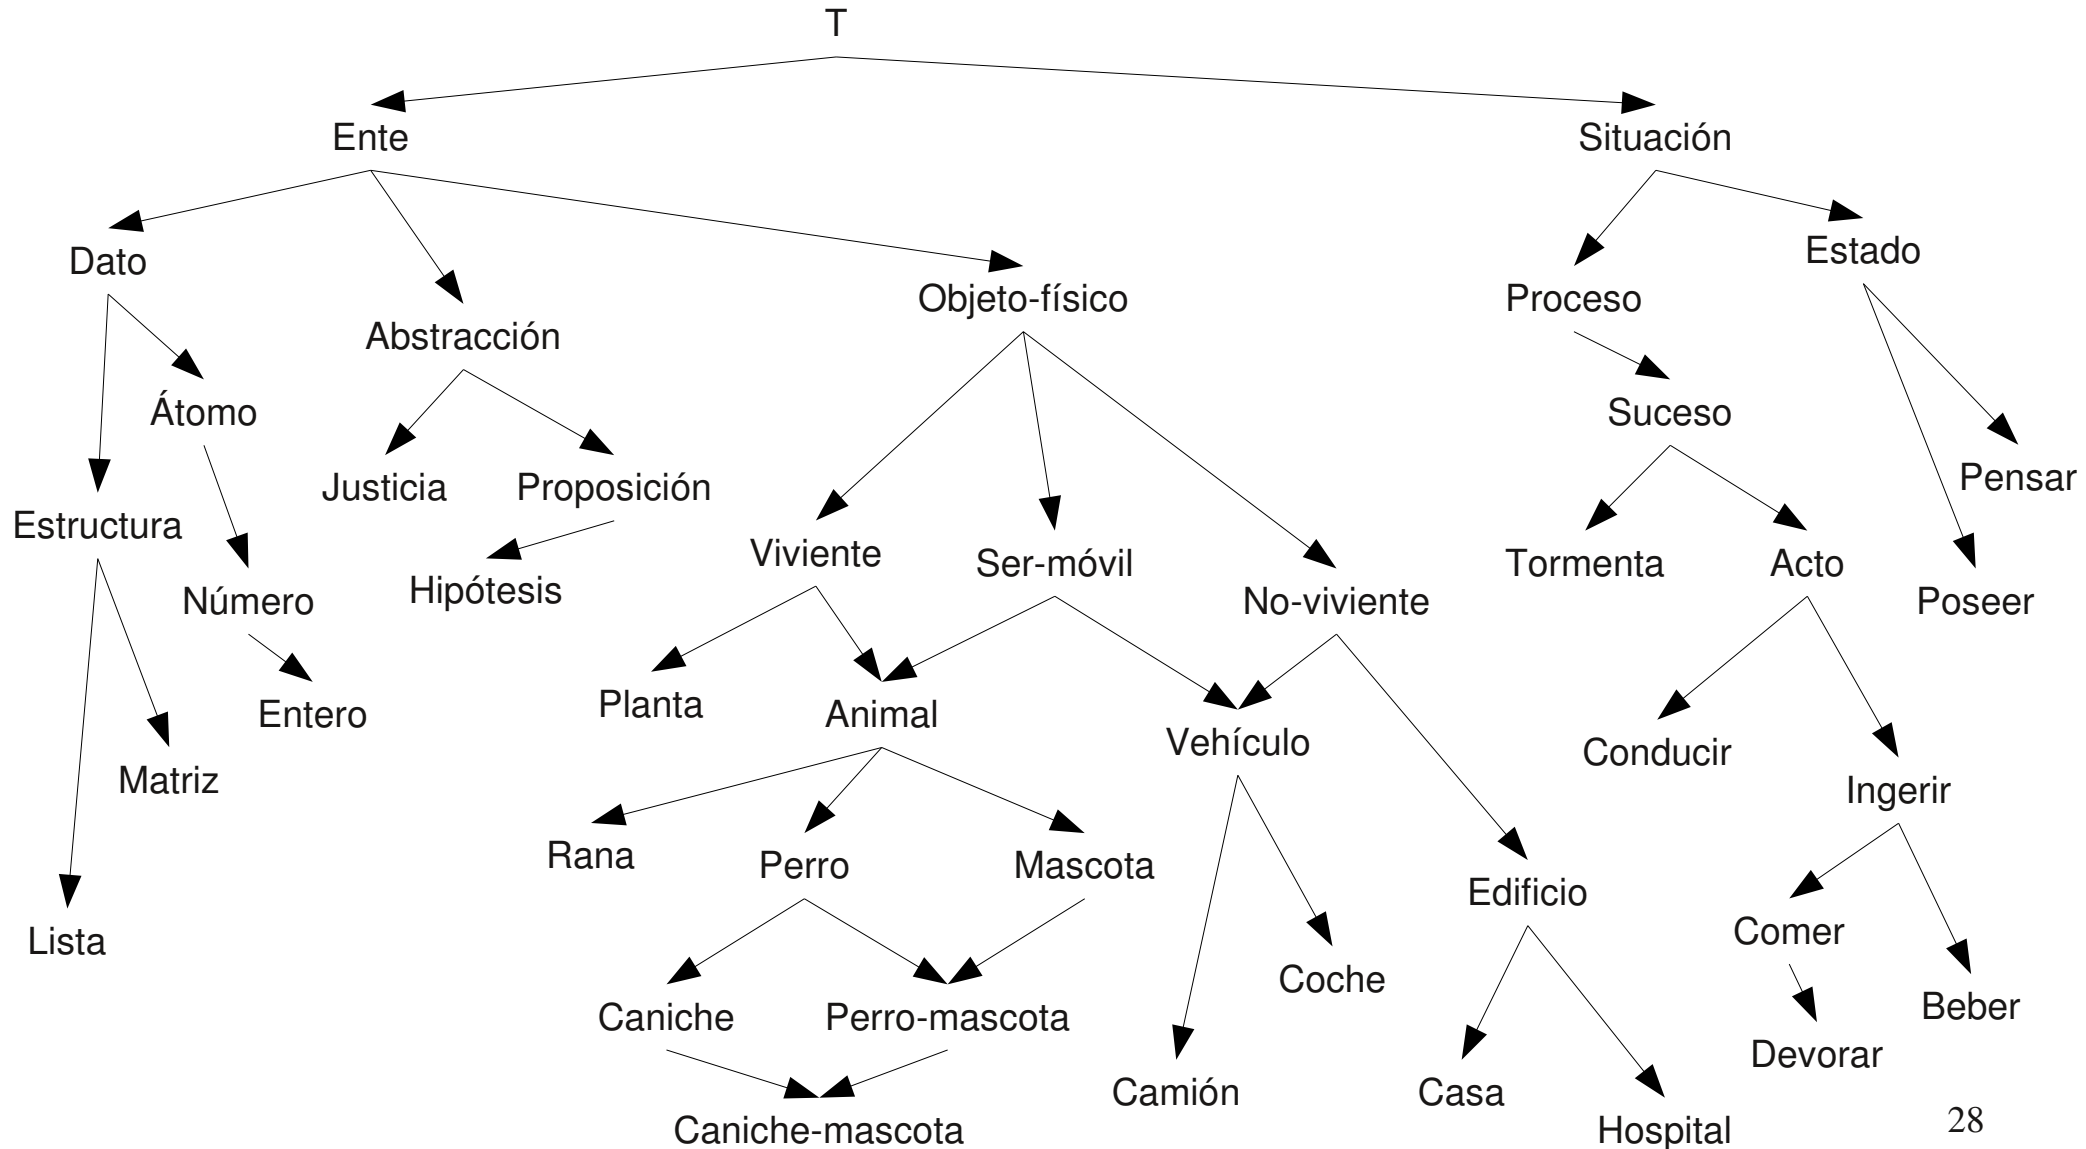 T
Ente
Situación
Dato
Estado
Objeto-físico
Proceso
Abstracción
Átomo
Suceso
Justicia
Proposición
Pensar
Estructura
Viviente
Ser-móvil
Tormenta
Acto
Hipótesis
Número
No-viviente
Poseer
Planta
Animal
Entero
Vehículo
Conducir
Matriz
Ingerir
Rana
Perro
Mascota
Edificio
Lista
Comer
Coche
Beber
Caniche
Perro-mascota
Devorar
Camión
Casa
Caniche-mascota
Hospital
28